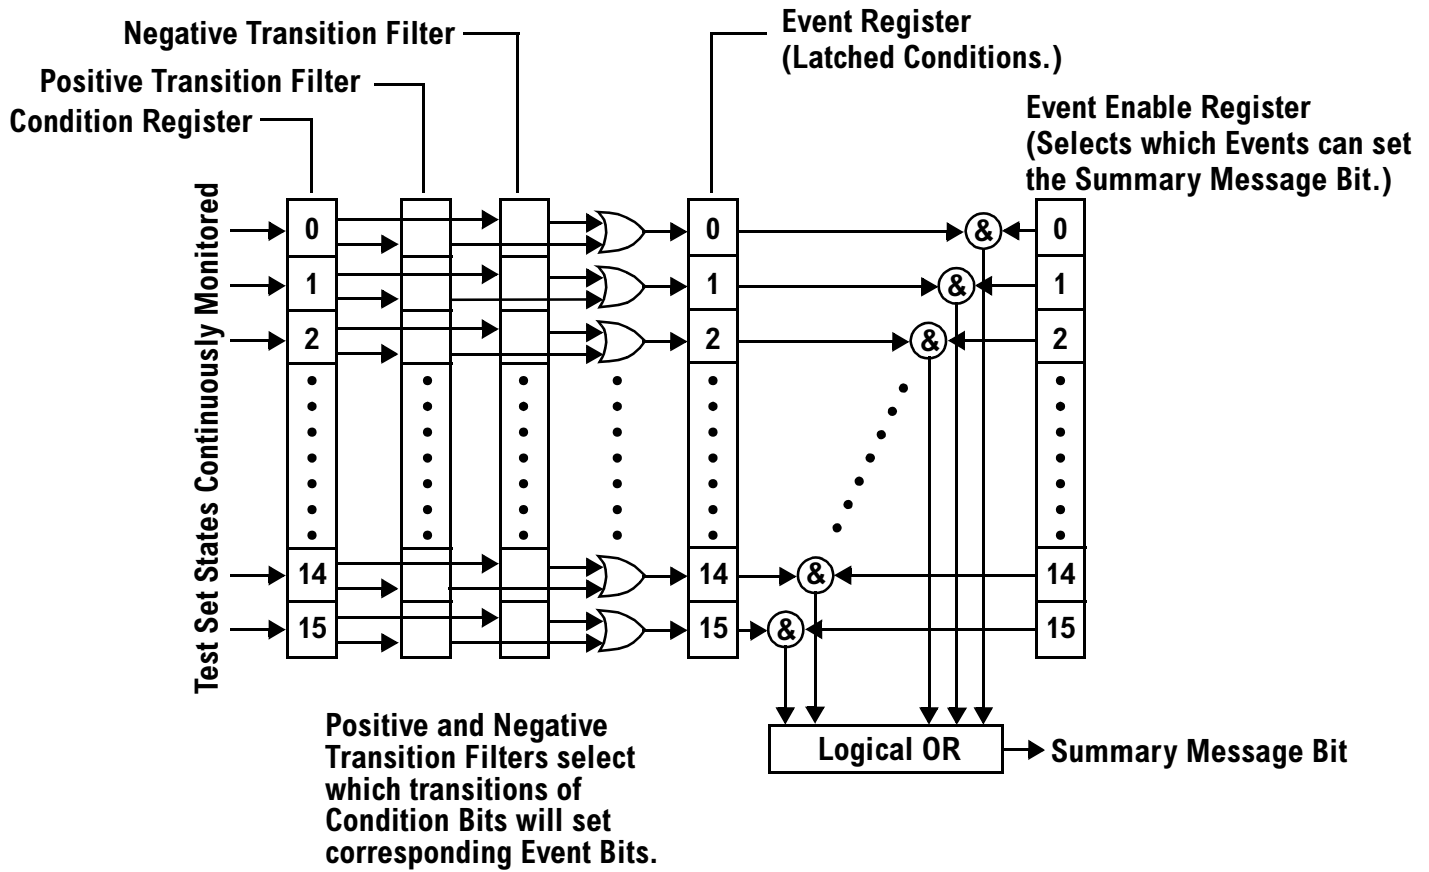 Negative Transition Filter
Positive Transition Filter
Condition Register
Event Register
(Latched Conditions.)
Event Enable Register
(Selects which Events can set
the Summary Message Bit.)
Test Set States Continuously Monitored
0 0 & 0
1 1 & 1
2 2 & 2
14 14 & 14
15 15 & 15
Positive and Negative
Transition Filters select
which transitions of
Condition Bits will set
corresponding Event Bits.
Logical OR
Summary Message Bit